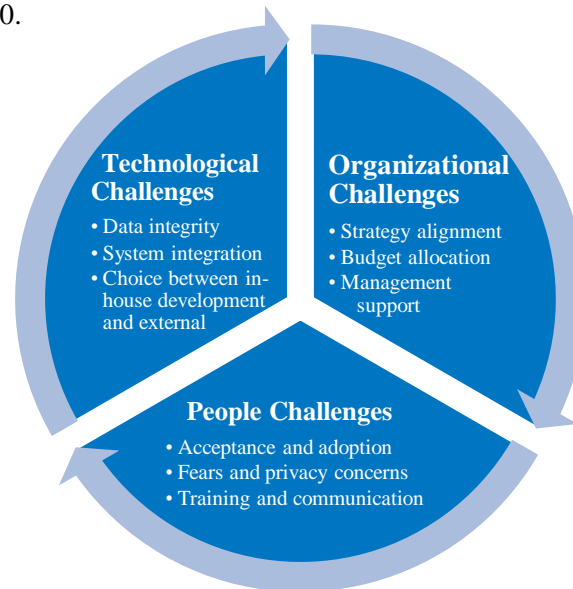 0.
Technological
Challenges
• Data integrity
• System integration
• Choice between in-
house development
and external
Organizational
Challenges
• Strategy alignment
• Budget allocation
• Management
support
People Challenges
• Acceptance and adoption
• Fears and privacy concerns
• Training and communication